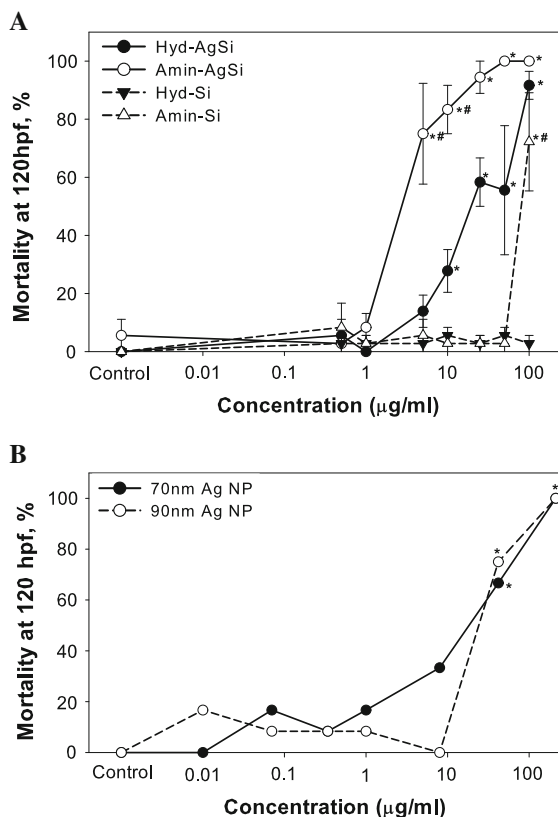 A
Hyd-AgSi
Amin-AgSi
Hyd-Si
Amin-Si
Mortality at 120hpf, %
100
80
60
40
20
0
* * * *# *# * * * * *#
Control 0.01 0.1 1 10 100
Concentration (μg/ml)
B
70nm Ag NP
90nm Ag NP
Mortality at 120 hpf, %
100
80
60
40
20
0
* * *
Control 0.01 0.1 1 10 100
Concentration (μg/ml)